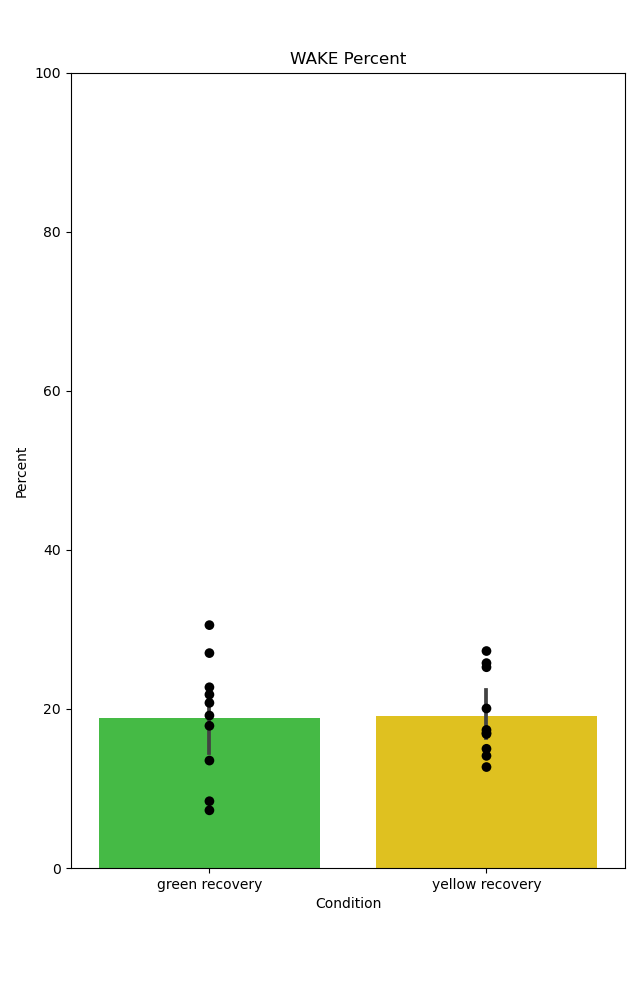 WAKE Percent
100
80
60
40
20
0
Percent
green recovery
yellow recovery
Condition